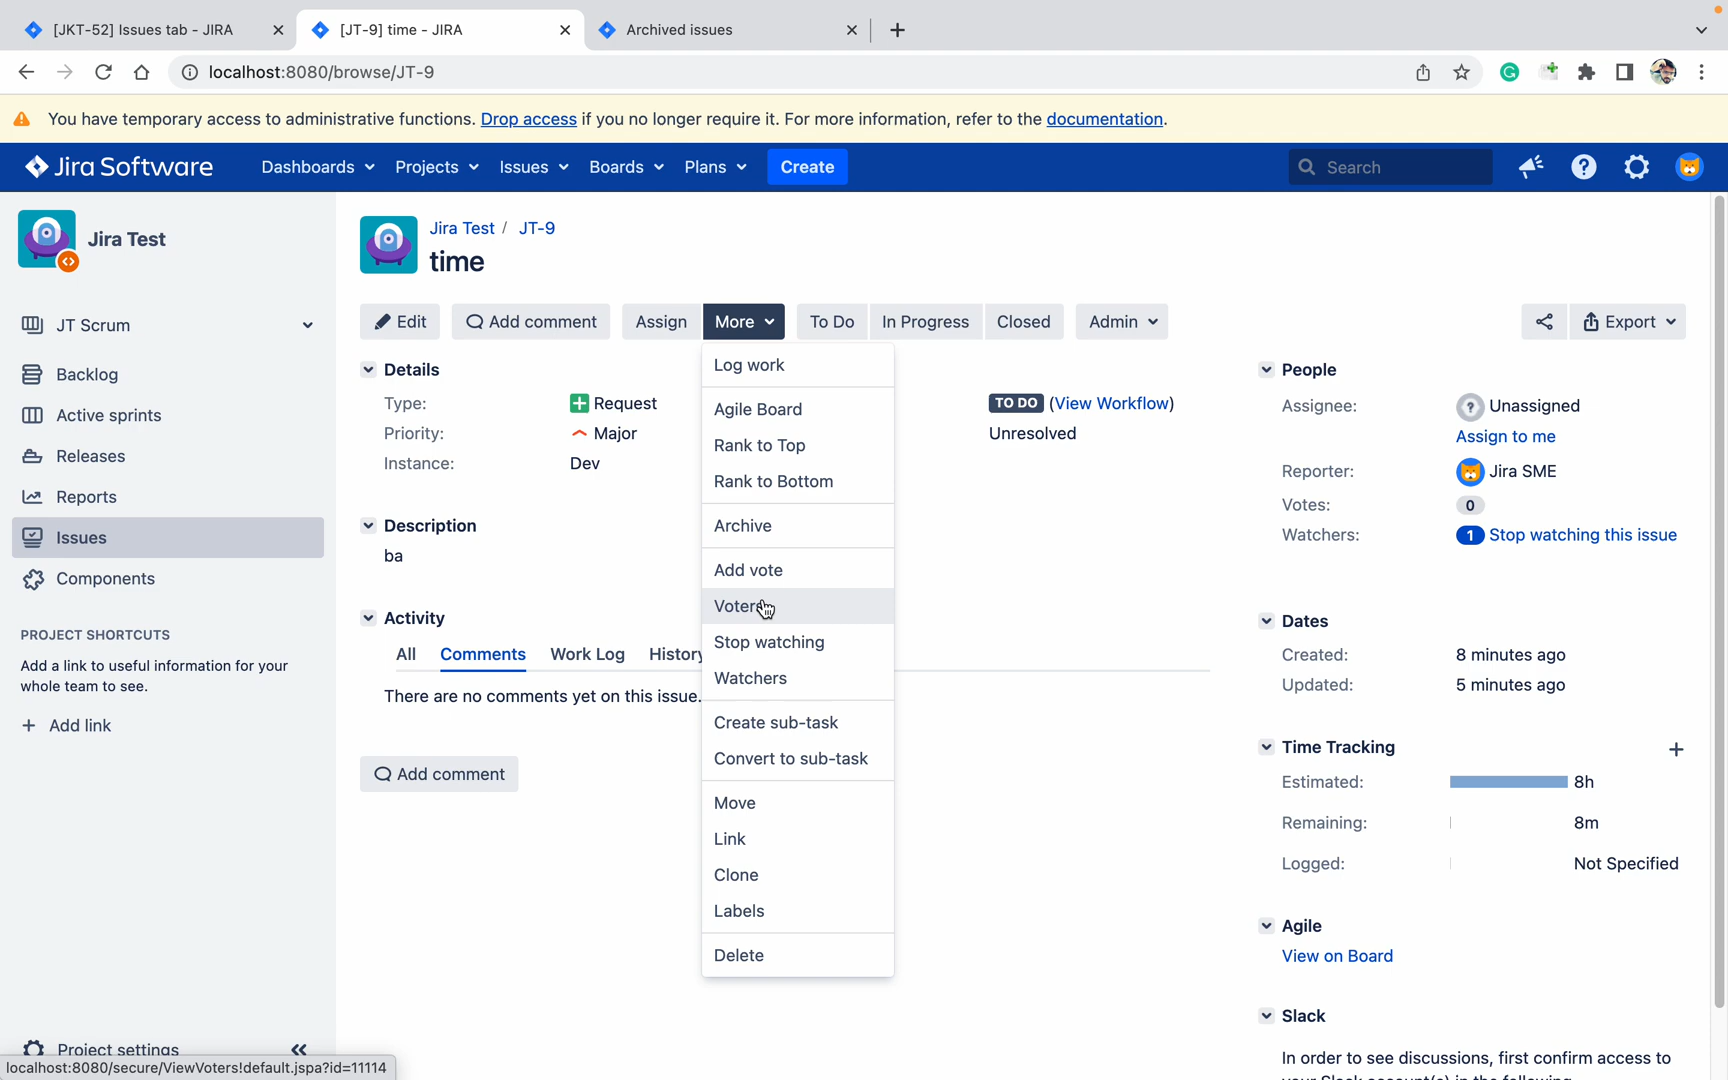 [JKT-52] Issues tab - JIRA
[JT-9] time - JIRA
Archived issues
localhost:8080/browse/JT-9
You have temporary access to administrative functions. Drop access if you no longer require it. For more information, refer to the documentation.
Jira Software
Dashboards
Projects
Issues
Boards
Plans
Create
Search
Jira Test
JT Scrum
Backlog
Active sprints
Releases
Reports
Issues
Components
PROJECT SHORTCUTS
Add a link to useful information for your
whole team to see.
+ Add link
Project settings
localhost:8080/secure/ViewVoters!default.jspa?id=11114
Jira Test / JT-9
time
Edit
Add comment
Assign
More
To Do
In Progress
Closed
Admin
Export
Details
Type: Request
Priority: Major
Instance: Dev
TO DO (View Workflow)
Unresolved
Description
ba
Activity
All Comments Work Log History
There are no comments yet on this issue.
Add comment
Log work
Agile Board
Rank to Top
Rank to Bottom
Archive
Add vote
Voters
Stop watching
Watchers
Create sub-task
Convert to sub-task
Move
Link
Clone
Labels
Delete
People
Assignee: Unassigned
Assign to me
Reporter: Jira SME
Votes: 0
Watchers: 1 Stop watching this issue
Dates
Created: 8 minutes ago
Updated: 5 minutes ago
Time Tracking
Estimated: 8h
Remaining: 8m
Logged: Not Specified
Agile
View on Board
Slack
In order to see discussions, first confirm access to